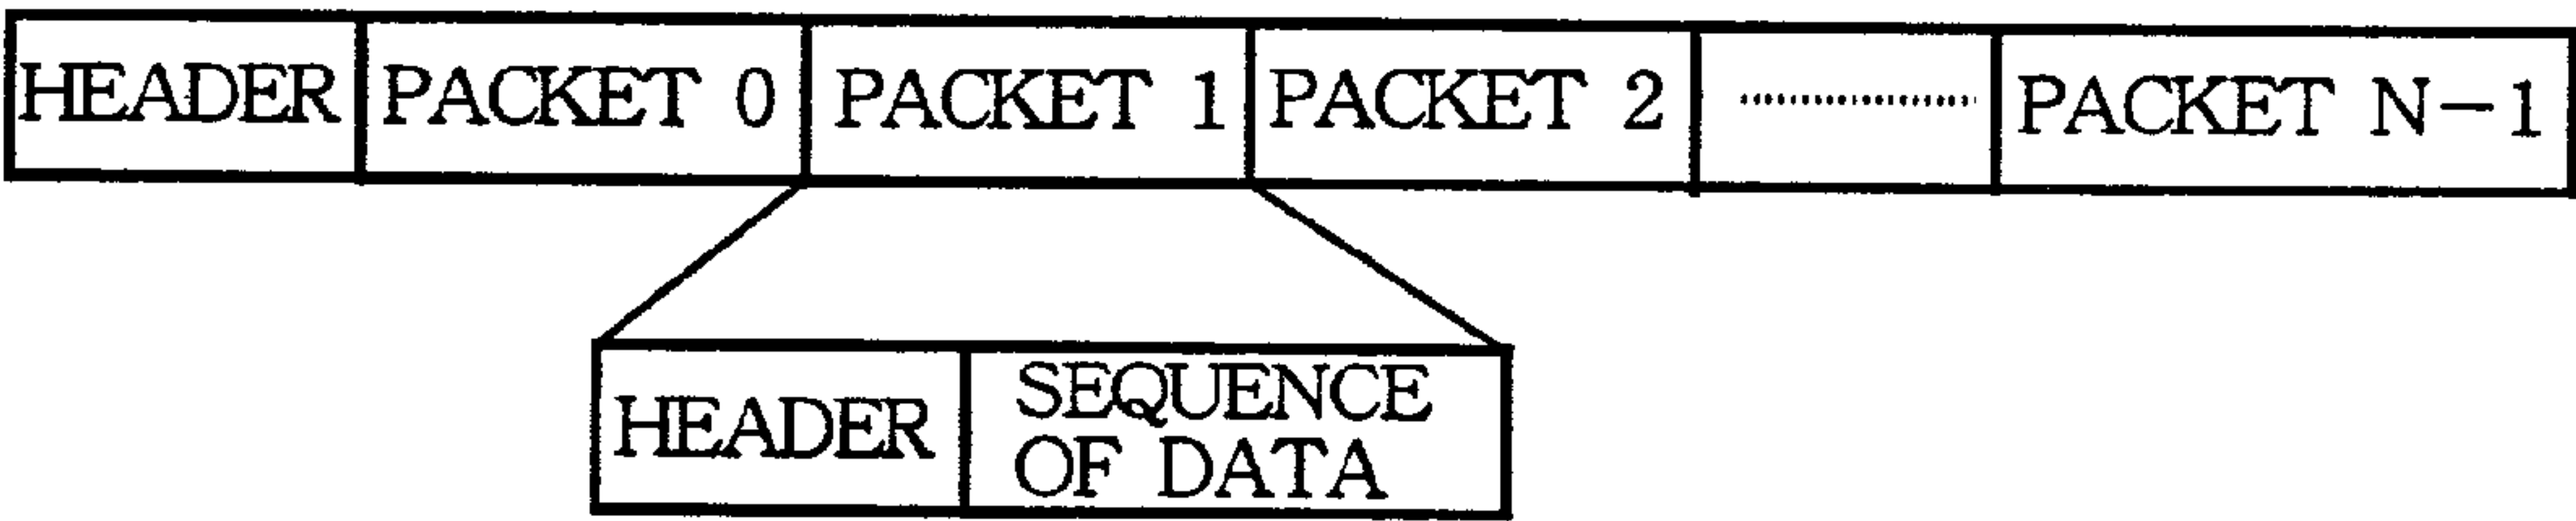 HEADER PACKET 0 PACKET 1 PACKET 2 ................ PACKET N−1
HEADER SEQUENCE
OF DATA